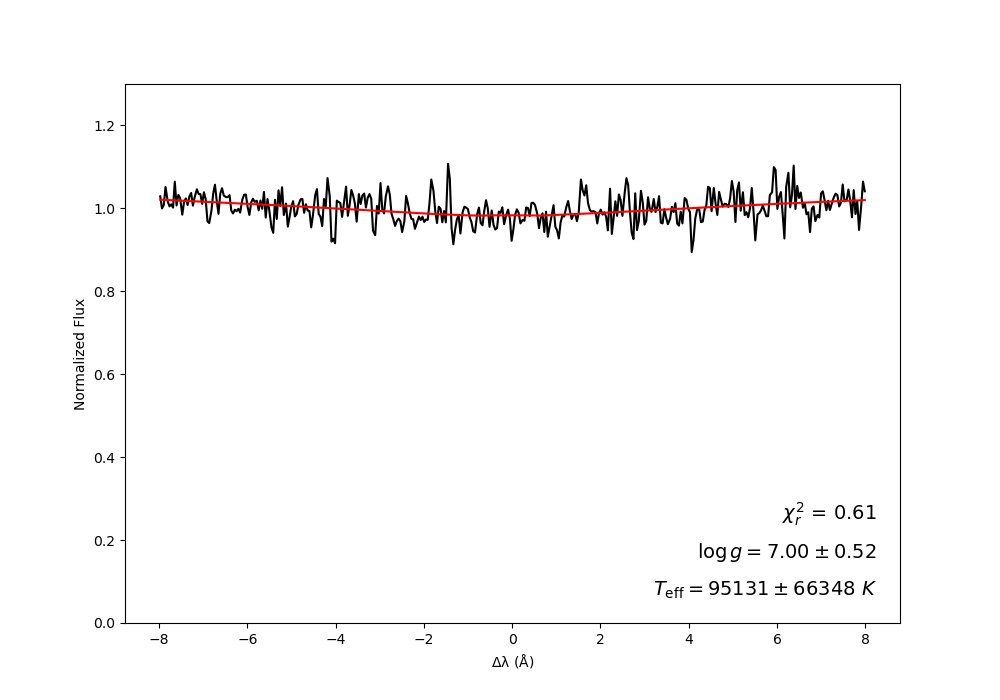 1.2
1.0
0.8
0.6
0.4
0.2
0.0
Normalized Flux
χ²ᵣ = 0.61
log g = 7.00 ± 0.52
T_eff = 95131 ± 66348 K
−8 −6 −4 −2 0 2 4 6 8
Δλ (Å)